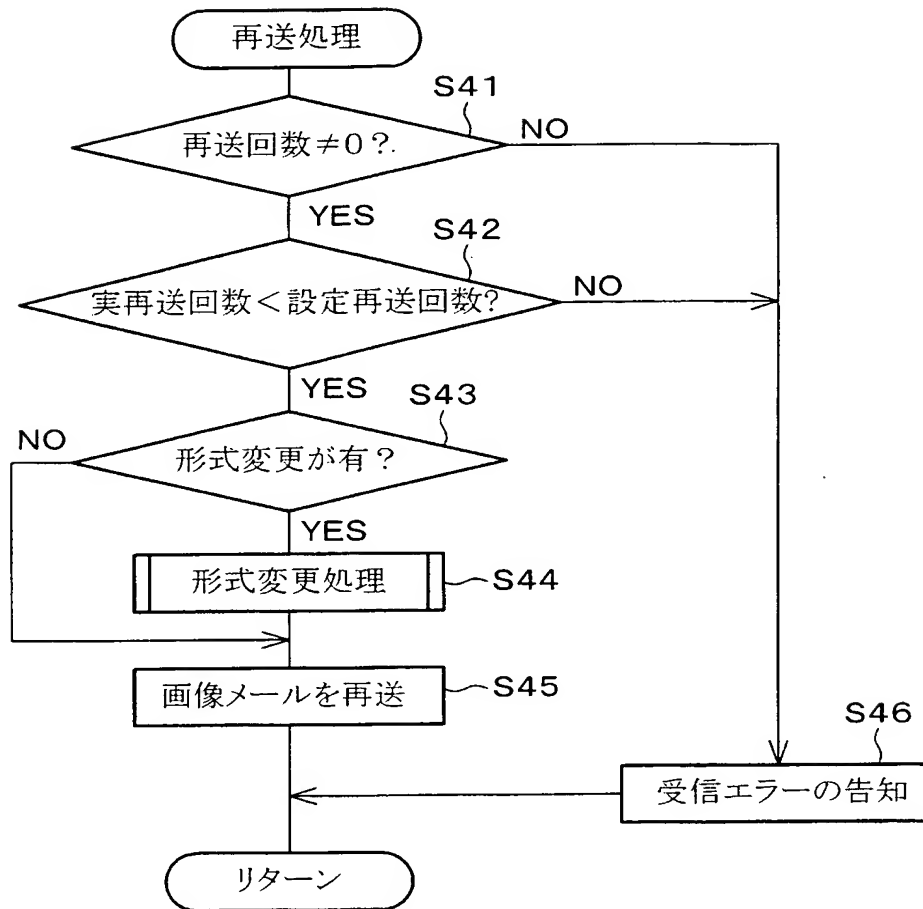 再送処理
S41
再送回数≠0?
NO
YES
S42
実再送回数<設定再送回数?
NO
YES
S43
NO
形式変更が有?
YES
形式変更処理
S44
画像メールを再送
S45
S46
受信エラーの告知
リターン